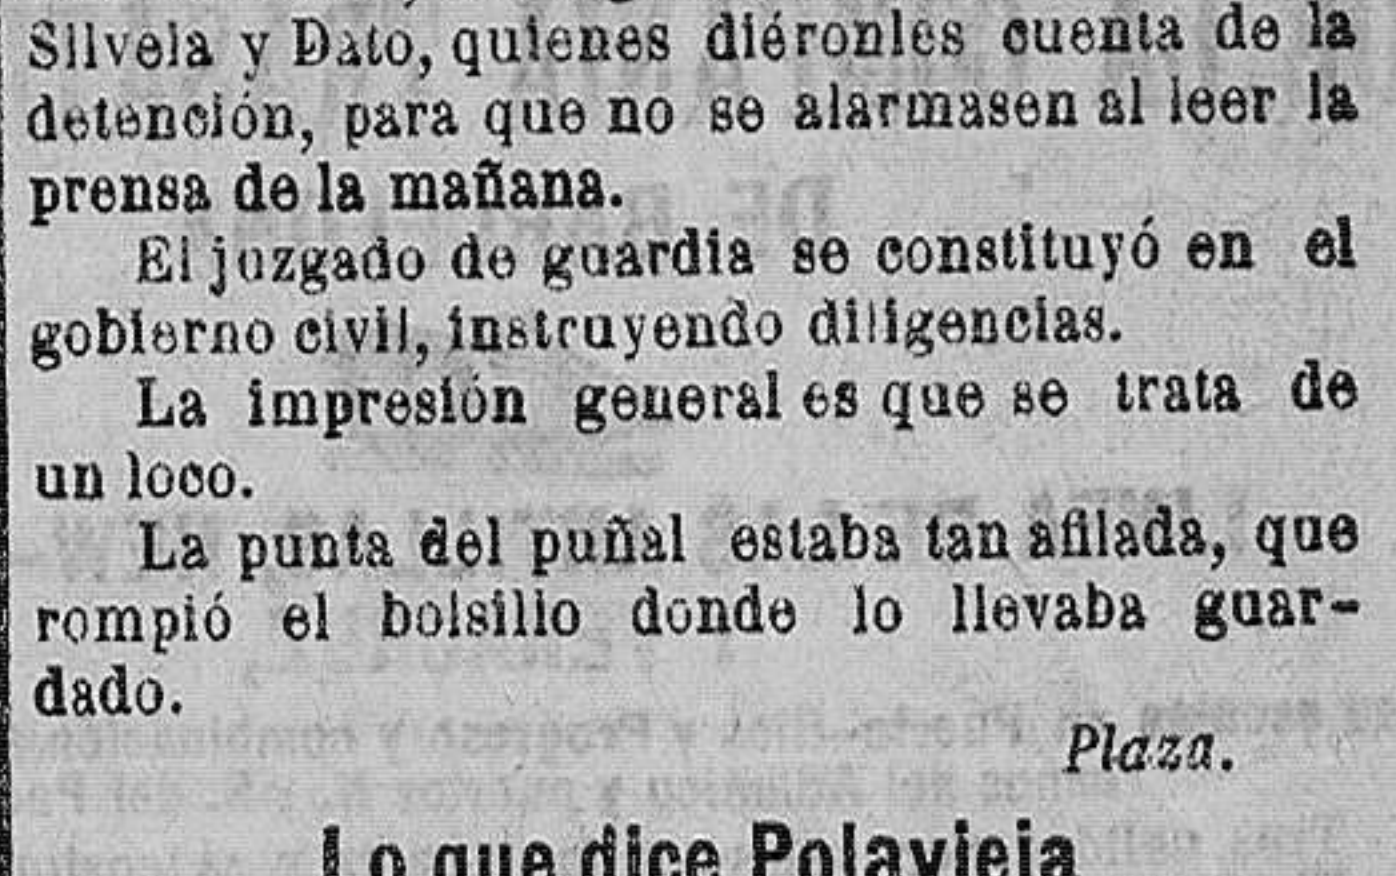 Silvela y Dato, quienes diéronles cuenta de la
detención, para que no se alarmasen al leer la
prensa de la mañana.
El juzgado de guardia se constituyó en el
gobierno civil, instruyendo diligencias.
La impresión general es que se trata de
un loco.
La punta del puñal estaba tan afilada, que
rompió el bolsillo donde lo llevaba guar-
dado.
Plaza.
Lo que dice Polavieja